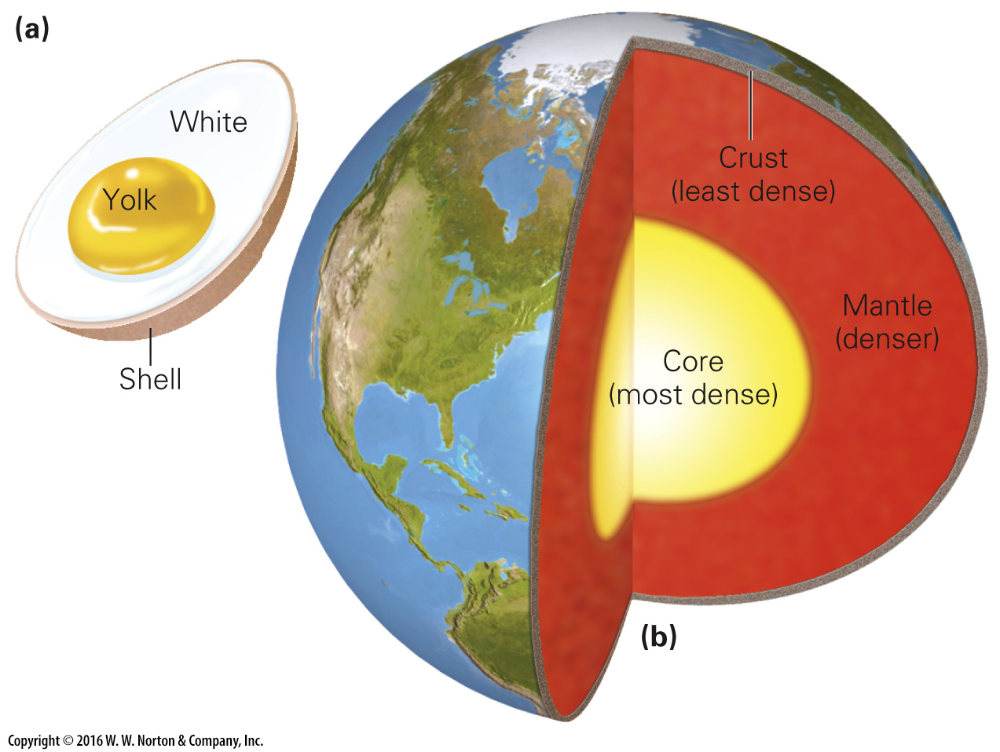 (a)
White
Yolk
Shell
Crust
(least dense)
Mantle
(denser)
Core
(most dense)
(b)
Copyright © 2016 W. W. Norton & Company, Inc.